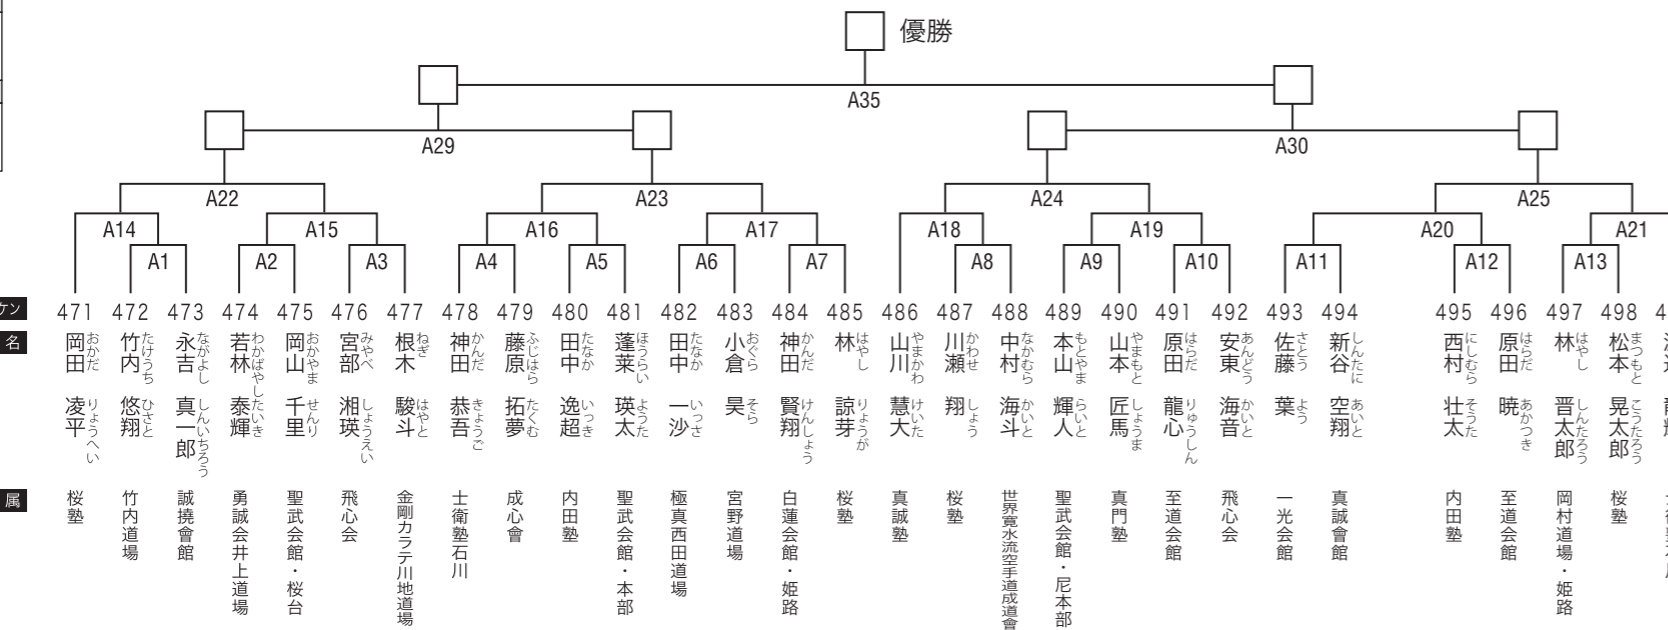 優勝
A35
A29
A30
A22
A23
A24
A25
A14
A15
A16
A17
A18
A19
A20
A21
A1
A2
A3
A4
A5
A6
A7
A8
A9
A10
A11
A12
A13
471 472 473 474 475 476 477 478 479 480 481 482 483 484 485 486 487 488 489 490 491 492 493 494 495 496 497 498
名
岡田 凌平 おかだ りょうへい
竹内 悠翔 たけうち ひさと
永吉 真一郎 ながよし しんいちろう
若林 泰輝 わかばやし たいき
岡山 千里 おかやま せんり
宮部 湘瑛 みやべ しょうえい
根木 駿斗 ねぎ はやと
神田 恭吾 かんだ きょうご
藤原 拓夢 ふじはら たくむ
田中 逸超 たなか いっき
蓬莱 瑛太 ほうらい ようた
田中 一沙 たなか いっさ
小倉 昊 おぐら そら
神田 賢翔 かんだ けんしょう
林 諒芽 はやし りょうが
山川 慧大 やまかわ けいた
川瀬 翔 かわせ しょう
中村 海斗 なかむら かいと
本山 輝人 もとやま らいと
山本 匠馬 やまもと しょうま
原田 龍心 はらだ りゅうしん
安東 海音 あんどう かいと
佐藤 葉 さとう よう
新谷 空翔 しんたに あいと
西村 壮太 にしむら そうた
原田 暁 はらだ あかつき
林 晋太郎 はやし しんたろう
松本 晃太郎 まつもと こうたろう
属
桜塾
竹内道場
誠撓會館
勇誠会井上道場
聖武会館・桜台
飛心会
金剛カラテ川地道場
士衛塾石川
成心會
内田塾
聖武会館・本部
極真西田道場
宮野道場
白蓮会館・姫路
桜塾
真誠塾
桜塾
世界寛水流空手道成道會
聖武会館・尼本部
真門塾
至道会館
飛心会
一光会館
真誠會館
内田塾
至道会館
岡村道場・姫路
桜塾